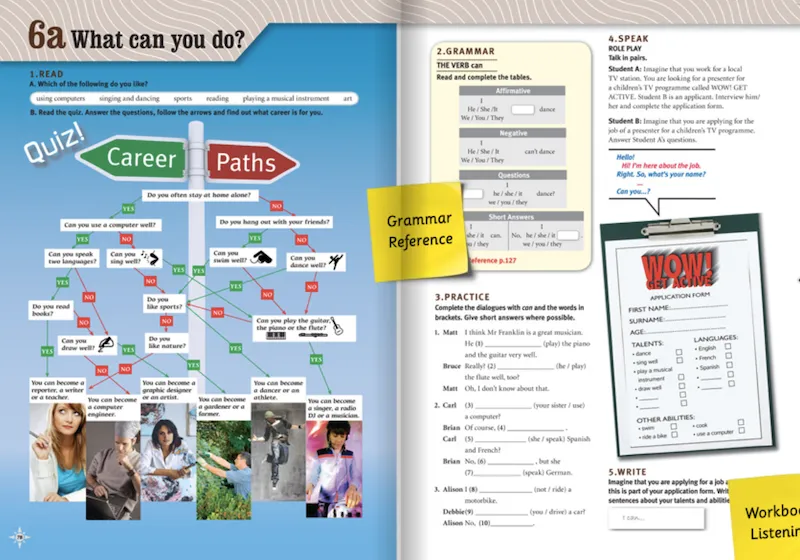 6a What can you do?
1.READ
A. Which of the following do you like?
using computers singing and dancing sports reading playing a musical instrument art
B. Read the quiz. Answer the questions, follow the arrows and find out what career is for you.
Quiz!
Career Paths
Do you often stay at home alone?
YES
NO
Can you use a computer well?
Do you hang out with your friends?
YES
NO
YES
NO
Can you speak
two languages?
Can you
sing well?
Can you
swim well?
Can you
dance well?
YES
NO
YES
YES
NO
YES
NO
Do you read
books?
Do you
like sports?
Can you play the guitar,
the piano or the flute?
NO
Can you
draw well?
Do you
like nature?
YES
YES
NO
NO
YES
YES
You can become a
reporter, a writer
or a teacher.
You can become
a computer
engineer.
You can become a
graphic designer
or an artist.
You can become
a gardener or a
farmer.
You can become
a dancer or an
athlete.
You can become
a singer, a radio
DJ or a musician.
2.GRAMMAR
THE VERB can
Read and complete the tables.
Affirmative
I
He / She /It dance
We / You / They
Negative
I
He / She / It can't dance
We / You / They
Questions
I
he / she / it dance?
we / you / they
Short Answers
I I
she / it can. No, he / she / it
u / they we / you / they
eference p.127
Grammar
Reference
3.PRACTICE
Complete the dialogues with can and the words in
brackets. Give short answers where possible.
1. Matt I think Mr Franklin is a great musician.
He (1) ____________ (play) the piano
and the guitar very well.
Bruce Really? (2) ____________ (he / play)
the flute well, too?
Matt Oh, I don't know about that.
2. Carl (3) ____________ (your sister / use)
a computer?
Brian Of course, (4) ____________ .
Carl (5) ____________ (she / speak) Spanish
and French?
Brian No, (6) ____________ , but she
(7)____________ (speak) German.
3. Alison I (8) ____________ (not / ride) a
motorbike.
Debbie(9) ____________ (you / drive) a car?
Alison No, (10)____________.
4.SPEAK
ROLE PLAY
Talk in pairs.
Student A: Imagine that you work for a local
TV station. You are looking for a presenter
for a children's TV programme called WOW! GET
ACTIVE. Student B is an applicant. Interview him/
her and complete the application form.
Student B: Imagine that you are applying for the
job of a presenter for a children's TV programme.
Answer Student A's questions.
Hello!
Hi! I'm here about the job.
Right. So, what's your name?
...
Can you...?
WOW!
GET ACTIVE
APPLICATION FORM
FIRST NAME:
SURNAME:
AGE:
TALENTS:
• dance
• sing well
• play a musical
instrument
• draw well
LANGUAGES:
• English
• French
• Spanish
OTHER ABILITIES:
• swim
• ride a bike
• cook
• use a computer
5.WRITE
Imagine that you are applying for a job a
this is part of your application form. Writ
sentences about your talents and abilitie
I can...
Workboo
Listenin
78